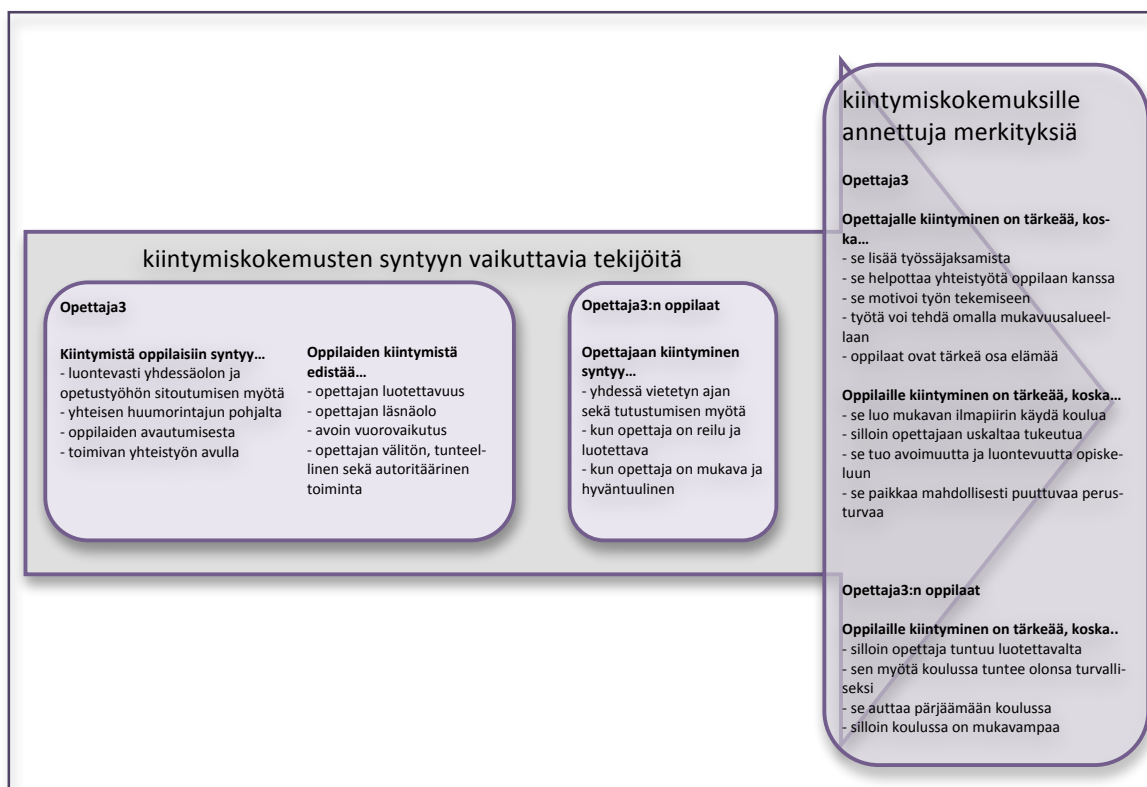 kiintymiskokemusten syntyyn vaikuttavia tekijöitä
Opettaja3
Kiintymistä oppilaisiin syntyy…
- luontevasti yhdessäolon ja
opetustyöhön sitoutumisen myötä
- yhteisen huumorintajun pohjalta
- oppilaiden avautumisesta
- toimivan yhteistyön avulla
Oppilaiden kiintymistä
edistää…
- opettajan luotettavuus
- opettajan läsnäolo
- avoin vuorovaikutus
- opettajan välitön, tunteel-
linen sekä autoritäärinen
toiminta
Opettaja3:n oppilaat
Opettajaan kiintyminen
syntyy…
- yhdessä vietetyn ajan
sekä tutustumisen myötä
- kun opettaja on reilu ja
luotettava
- kun opettaja on mukava ja
hyväntuulinen
kiintymiskokemuksille
annettuja merkityksiä
Opettaja3
Opettajalle kiintyminen on tärkeää, kos-
ka…
- se lisää työssäjaksamista
- se helpottaa yhteistyötä oppilaan kanssa
- se motivoi työn tekemiseen
- työtä voi tehdä omalla mukavuusalueel-
laan
- oppilaat ovat tärkeä osa elämää
Oppilaille kiintyminen on tärkeää, koska…
- se luo mukavan ilmapiirin käydä koulua
- silloin opettajaan uskaltaa tukeutua
- se tuo avoimuutta ja luontevuutta opiske-
luun
- se paikkaa mahdollisesti puuttuvaa perus-
turvaa
Opettaja3:n oppilaat
Oppilaille kiintyminen on tärkeää, koska..
- silloin opettaja tuntuu luotettavalta
- sen myötä koulussa tuntee olonsa turvalli-
seksi
- se auttaa pärjäämään koulussa
- silloin koulussa on mukavampaa